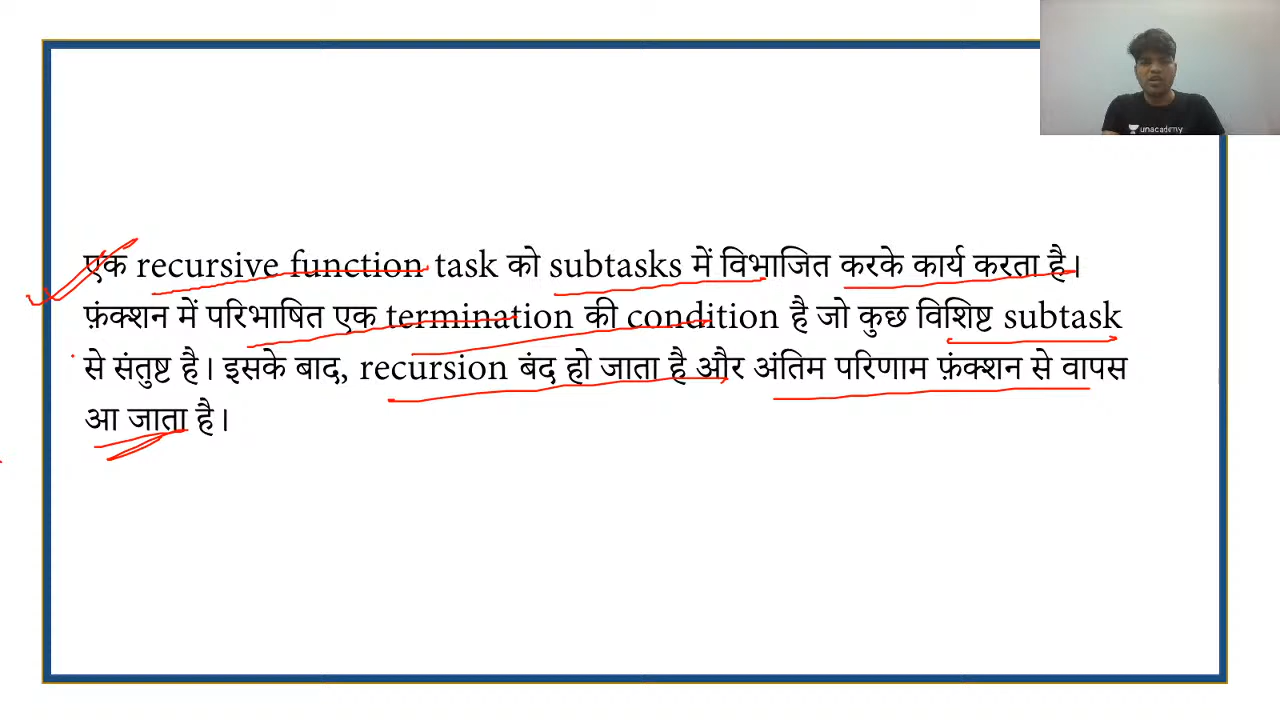 unacademy
एक recursive function task को subtasks में विभाजित करके कार्य करता है।
फ़ंक्शन में परिभाषित एक termination की condition है जो कुछ विशिष्ट subtask
से संतुष्ट है। इसके बाद, recursion बंद हो जाता है और अंतिम परिणाम फ़ंक्शन से वापस
आ जाता है।